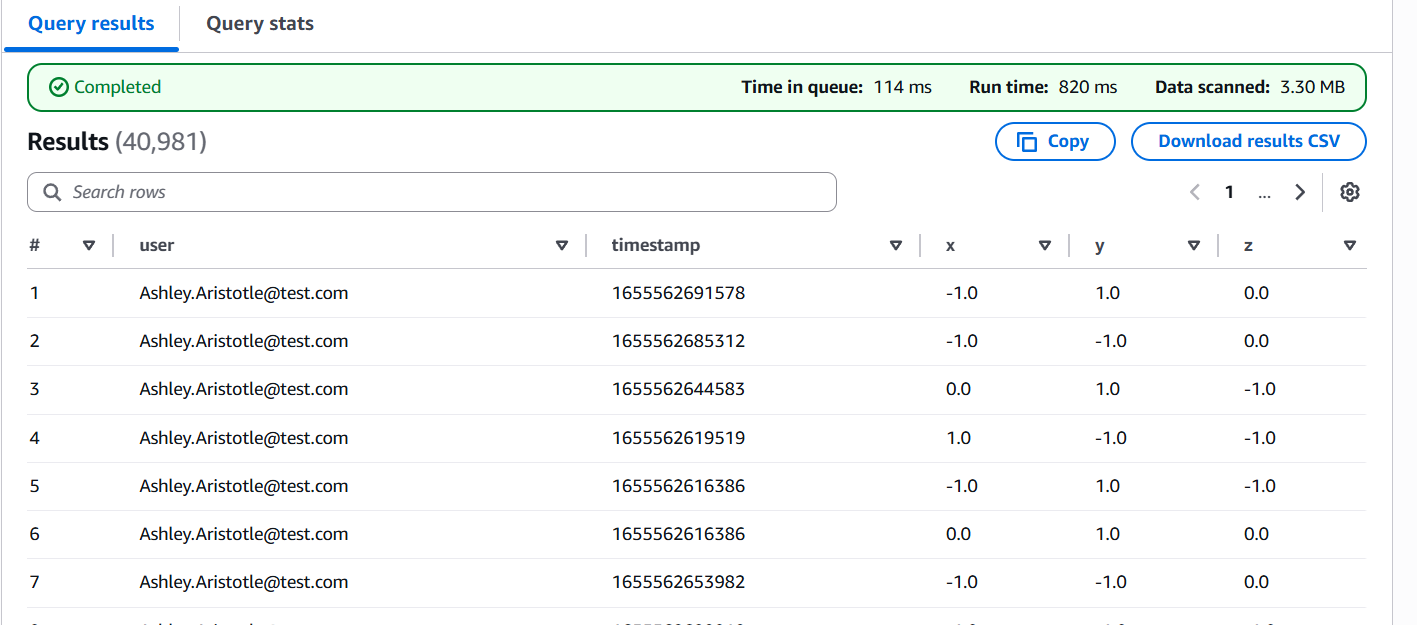 Query results Query stats
Completed Time in queue: 114 ms Run time: 820 ms Data scanned: 3.30 MB
Results (40,981) Copy Download results CSV
Search rows 1 ...
# user timestamp x y z
1 Ashley.Aristotle@test.com 1655562691578 -1.0 1.0 0.0
2 Ashley.Aristotle@test.com 1655562685312 -1.0 -1.0 0.0
3 Ashley.Aristotle@test.com 1655562644583 0.0 1.0 -1.0
4 Ashley.Aristotle@test.com 1655562619519 1.0 -1.0 -1.0
5 Ashley.Aristotle@test.com 1655562616386 -1.0 1.0 -1.0
6 Ashley.Aristotle@test.com 1655562616386 0.0 1.0 0.0
7 Ashley.Aristotle@test.com 1655562653982 -1.0 -1.0 0.0